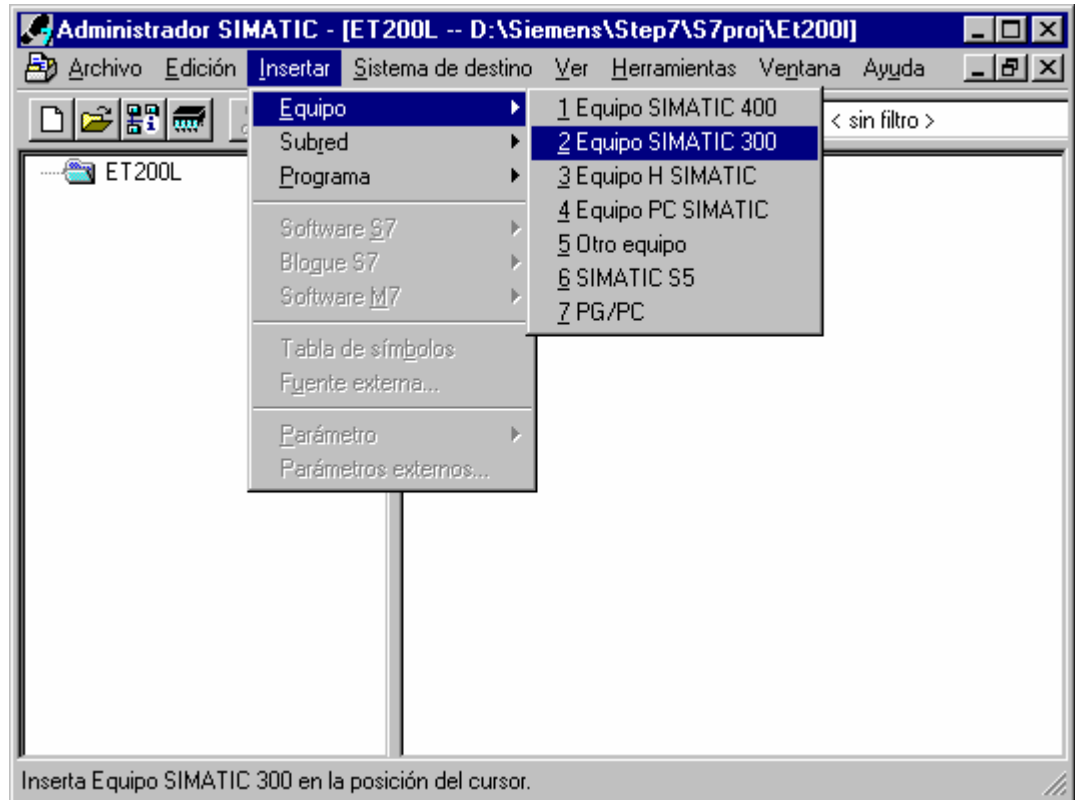 Administrador SIMATIC - [ET200L -- D:\Siemens\Step7\S7proj\Et200l]
Archivo Edición Insertar Sistema de destino Ver Herramientas Ventana Ayuda
< sin filtro >
ET200L
Equipo
Subred
Programa
Software S7
Bloque S7
Software M7
Tabla de símbolos
Fuente externa...
Parámetro
Parámetros externos...
1 Equipo SIMATIC 400
2 Equipo SIMATIC 300
3 Equipo H SIMATIC
4 Equipo PC SIMATIC
5 Otro equipo
6 SIMATIC S5
7 PG/PC
Inserta Equipo SIMATIC 300 en la posición del cursor.